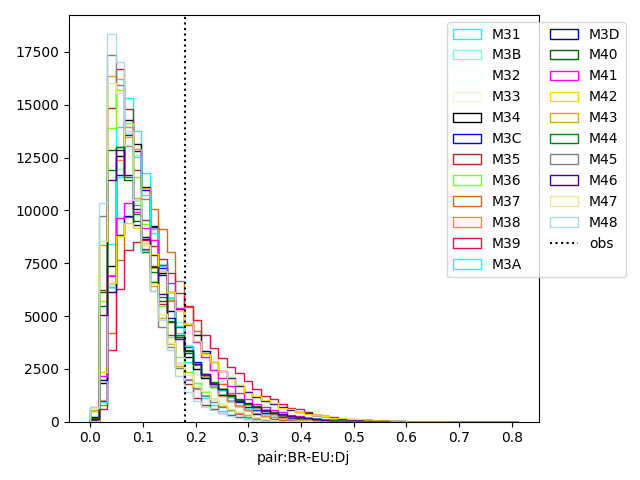 17500
15000
12500
10000
7500
5000
2500
0
0.0 0.1 0.2 0.3 0.4 0.5 0.6 0.7 0.8
pair:BR-EU:Dj
M31
M3B
M32
M33
M34
M3C
M35
M36
M37
M38
M39
M3A
M3D
M40
M41
M42
M43
M44
M45
M46
M47
M48
obs